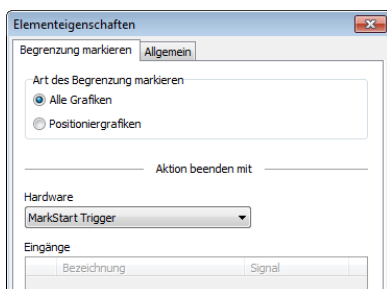 Elementeigenschaften
Begrenzung markieren Allgemein
Art des Begrenzung markieren
Alle Grafiken
Positioniergrafiken
Aktion beenden mit
Hardware
MarkStart Trigger
Eingänge
Bezeichnung Signal